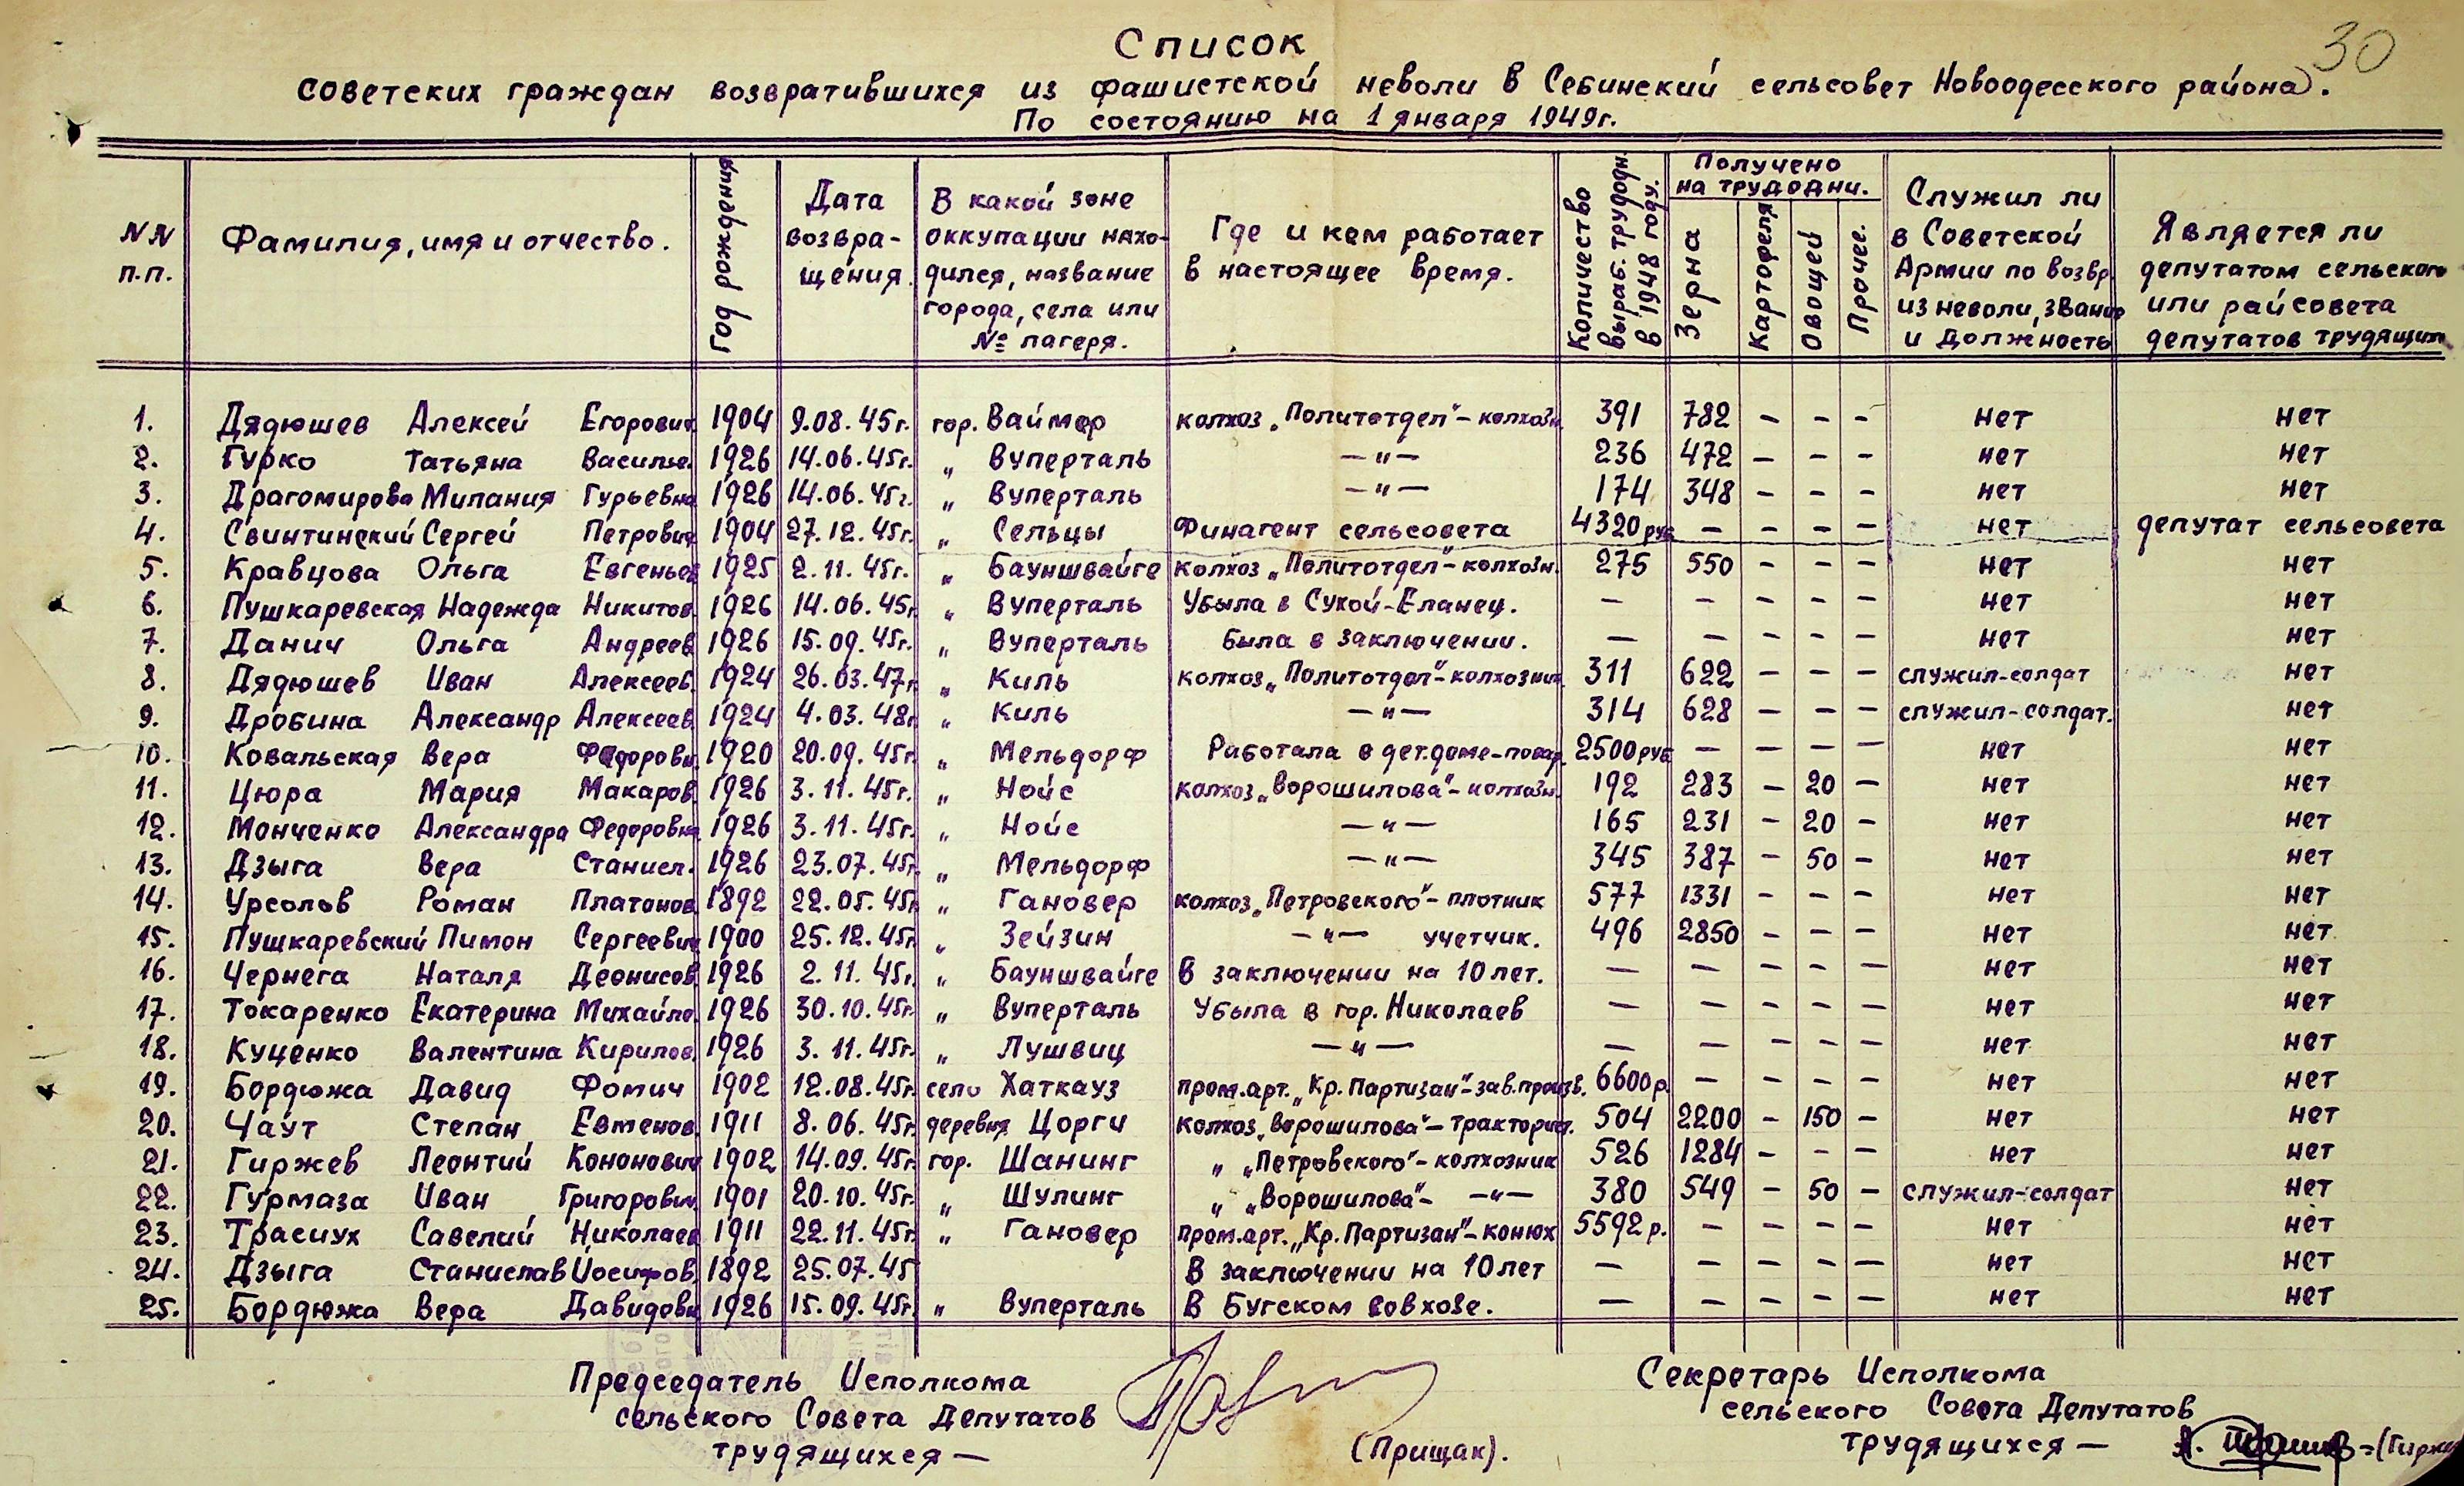 30
Список
советских граждан возвратившихся из фашистской неволи в Себинский сельсовет Новоодесского района.
По состоянию на 1 января 1949г.
NN п.п.
Фамилия, имя и отчество.
Год рождения
Дата возвра- щения.
В какой зоне оккупации нахо- дился, название города, села или № лагеря.
Где и кем работает в настоящее время.
Количество выраб. трудодн. в 1948 году.
Получено на трудодни.
Зерна
Картофеля
Овощей
Прочее.
Служил ли в Советской Армии по возвр. из неволи, звание и должность
Является ли депутатом сельского или райсовета депутатов трудящихся
1. Дядюшев Алексей Егорович 1904 9.08.45г. гор. Ваймар колхоз „Политотдел"-колхозн. 391 782 - - - нет нет
2. Гурко Татьяна Василье. 1926 14.06.45г. „ Вуперталь —"— 236 472 - - - нет нет
3. Драгомирова Милания Гурьевна 1926 14.06.45г. „ Вуперталь —"— 174 348 - - - нет нет
4. Свинтинский Сергей Петрович 1904 27.12.45г. „ Сельцы Финагент сельсовета 4320 руб - - - - нет депутат сельсовета
5. Кравцова Ольга Евгеньев 1925 2.11.45г. „ Бауншвайге колхоз „Политотдел"-колхозн. 275 550 - - - нет нет
6. Пушкаревская Надежда Никитов 1926 14.06.45г „ Вуперталь Убыла в Сухой-Еланец. - - - - - нет нет
7. Данич Ольга Андреев 1926 15.09.45г. „ Вуперталь была в заключении. - - - - - нет нет
8. Дядюшев Иван Алексеев. 1924 26.03.47г „ Киль колхоз „Политотдел"-колхозник 311 622 - - - служил-солдат нет
9. Дробина Александр Алексеев 1924 4.03.48г „ Киль —"— 314 628 - - - служил-солдат. нет
10. Ковальская Вера Федоровн. 1920 20.09.45г „ Мельдорф Работала в дет.доме-повар. 2500 руб - - - - нет нет
11. Цюра Мария Макаров 1926 3.11.45г. „ Нойс колхоз „Ворошилова"-колхозн. 192 283 - 20 - нет нет
12. Монченко Александра Федоровна 1926 3.11.45г. „ Нойс —"— 165 231 - 20 - нет нет
13. Дзыга Вера Станисл. 1926 23.07.45г. „ Мельдорф —"— 345 387 - 50 - нет нет
14. Урсолов Роман Платонов 1892 22.05.45г „ Гановер колхоз „Петровского"-плотник 577 1331 - - - нет нет
15. Пушкаревский Пимон Сергеевич 1900 25.12.45г „ Зейзин —"— учетчик. 496 2850 - - - нет нет
16. Чернега Наталя Деонисов 1926 2.11.45г. „ Бауншвайге В заключении на 10 лет. - - - - - нет нет
17. Токаренко Екатерина Михайло. 1926 30.10.45г. „ Вуперталь Убыла в гор. Николаев - - - - - нет нет
18. Куценко Валентина Кирилов. 1926 3.11.45г. „ Лушвиц —"— - - - - - нет нет
19. Бордюжа Давид Фомич 1902 12.08.45г. село Хаткауз пром.арт. „Кр. Партизан"-зав.произв. 6600р. - - - - нет нет
20. Чаут Степан Евменов. 1911 8.06.45г. деревня Цорги колхоз „Ворошилова"-тракторист. 504 2200 - 150 - нет нет
21. Гиржев Леонтий Кононович 1902 14.09.45г. гор. Шанинг „ „Петровского"-колхозник 526 1284 - - - нет нет
22. Гурмаза Иван Григорович 1901 20.10.45г. „ Шулинг „ „Ворошилова"- —"— 380 549 - 50 - служил-солдат нет
23. Трасиух Савелий Николаев 1911 22.11.45г. „ Гановер пром.арт. „Кр. Партизан"-конюх 5592 р. - - - - нет нет
24. Дзыга Станислав Иосифов. 1892 25.07.45 В заключении на 10 лет - - - - - нет нет
25. Бордюжа Вера Давидовн 1926 15.09.45г. „ Вуперталь В Бугском совхозе. - - - - - нет нет
Председатель Исполкома
сельского Совета Депутатов
трудящихся —
(Прищак).
Секретарь Исполкома
сельского Совета Депутатов
трудящихся —